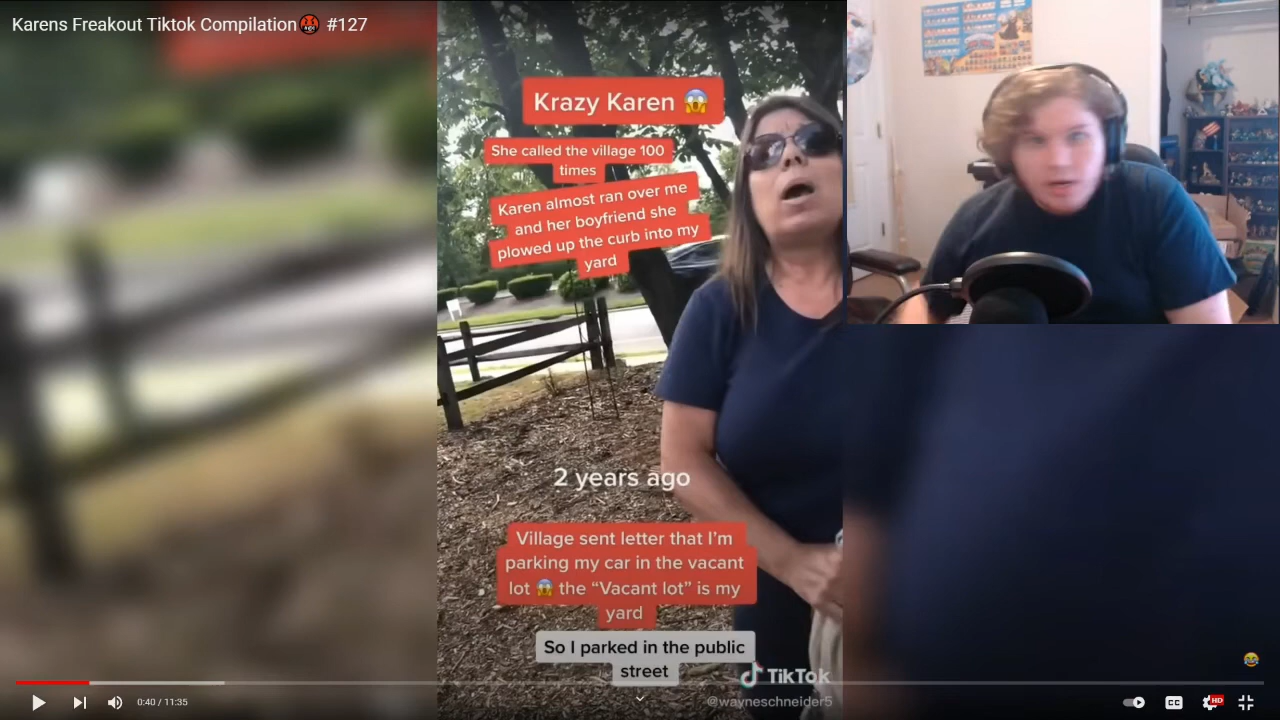 Karens Freakout Tiktok Compilation🤬 #127
Krazy Karen 😱
She called the village 100
times
Karen almost ran over me
and her boyfriend she
plowed up the curb into my
yard
2 years ago
Village sent letter that I'm
parking my car in the vacant
lot 😱 the “Vacant lot” is my
yard
So I parked in the public
street
TikTok
@wayneschneider5
0:40 / 11:35
CC
HD